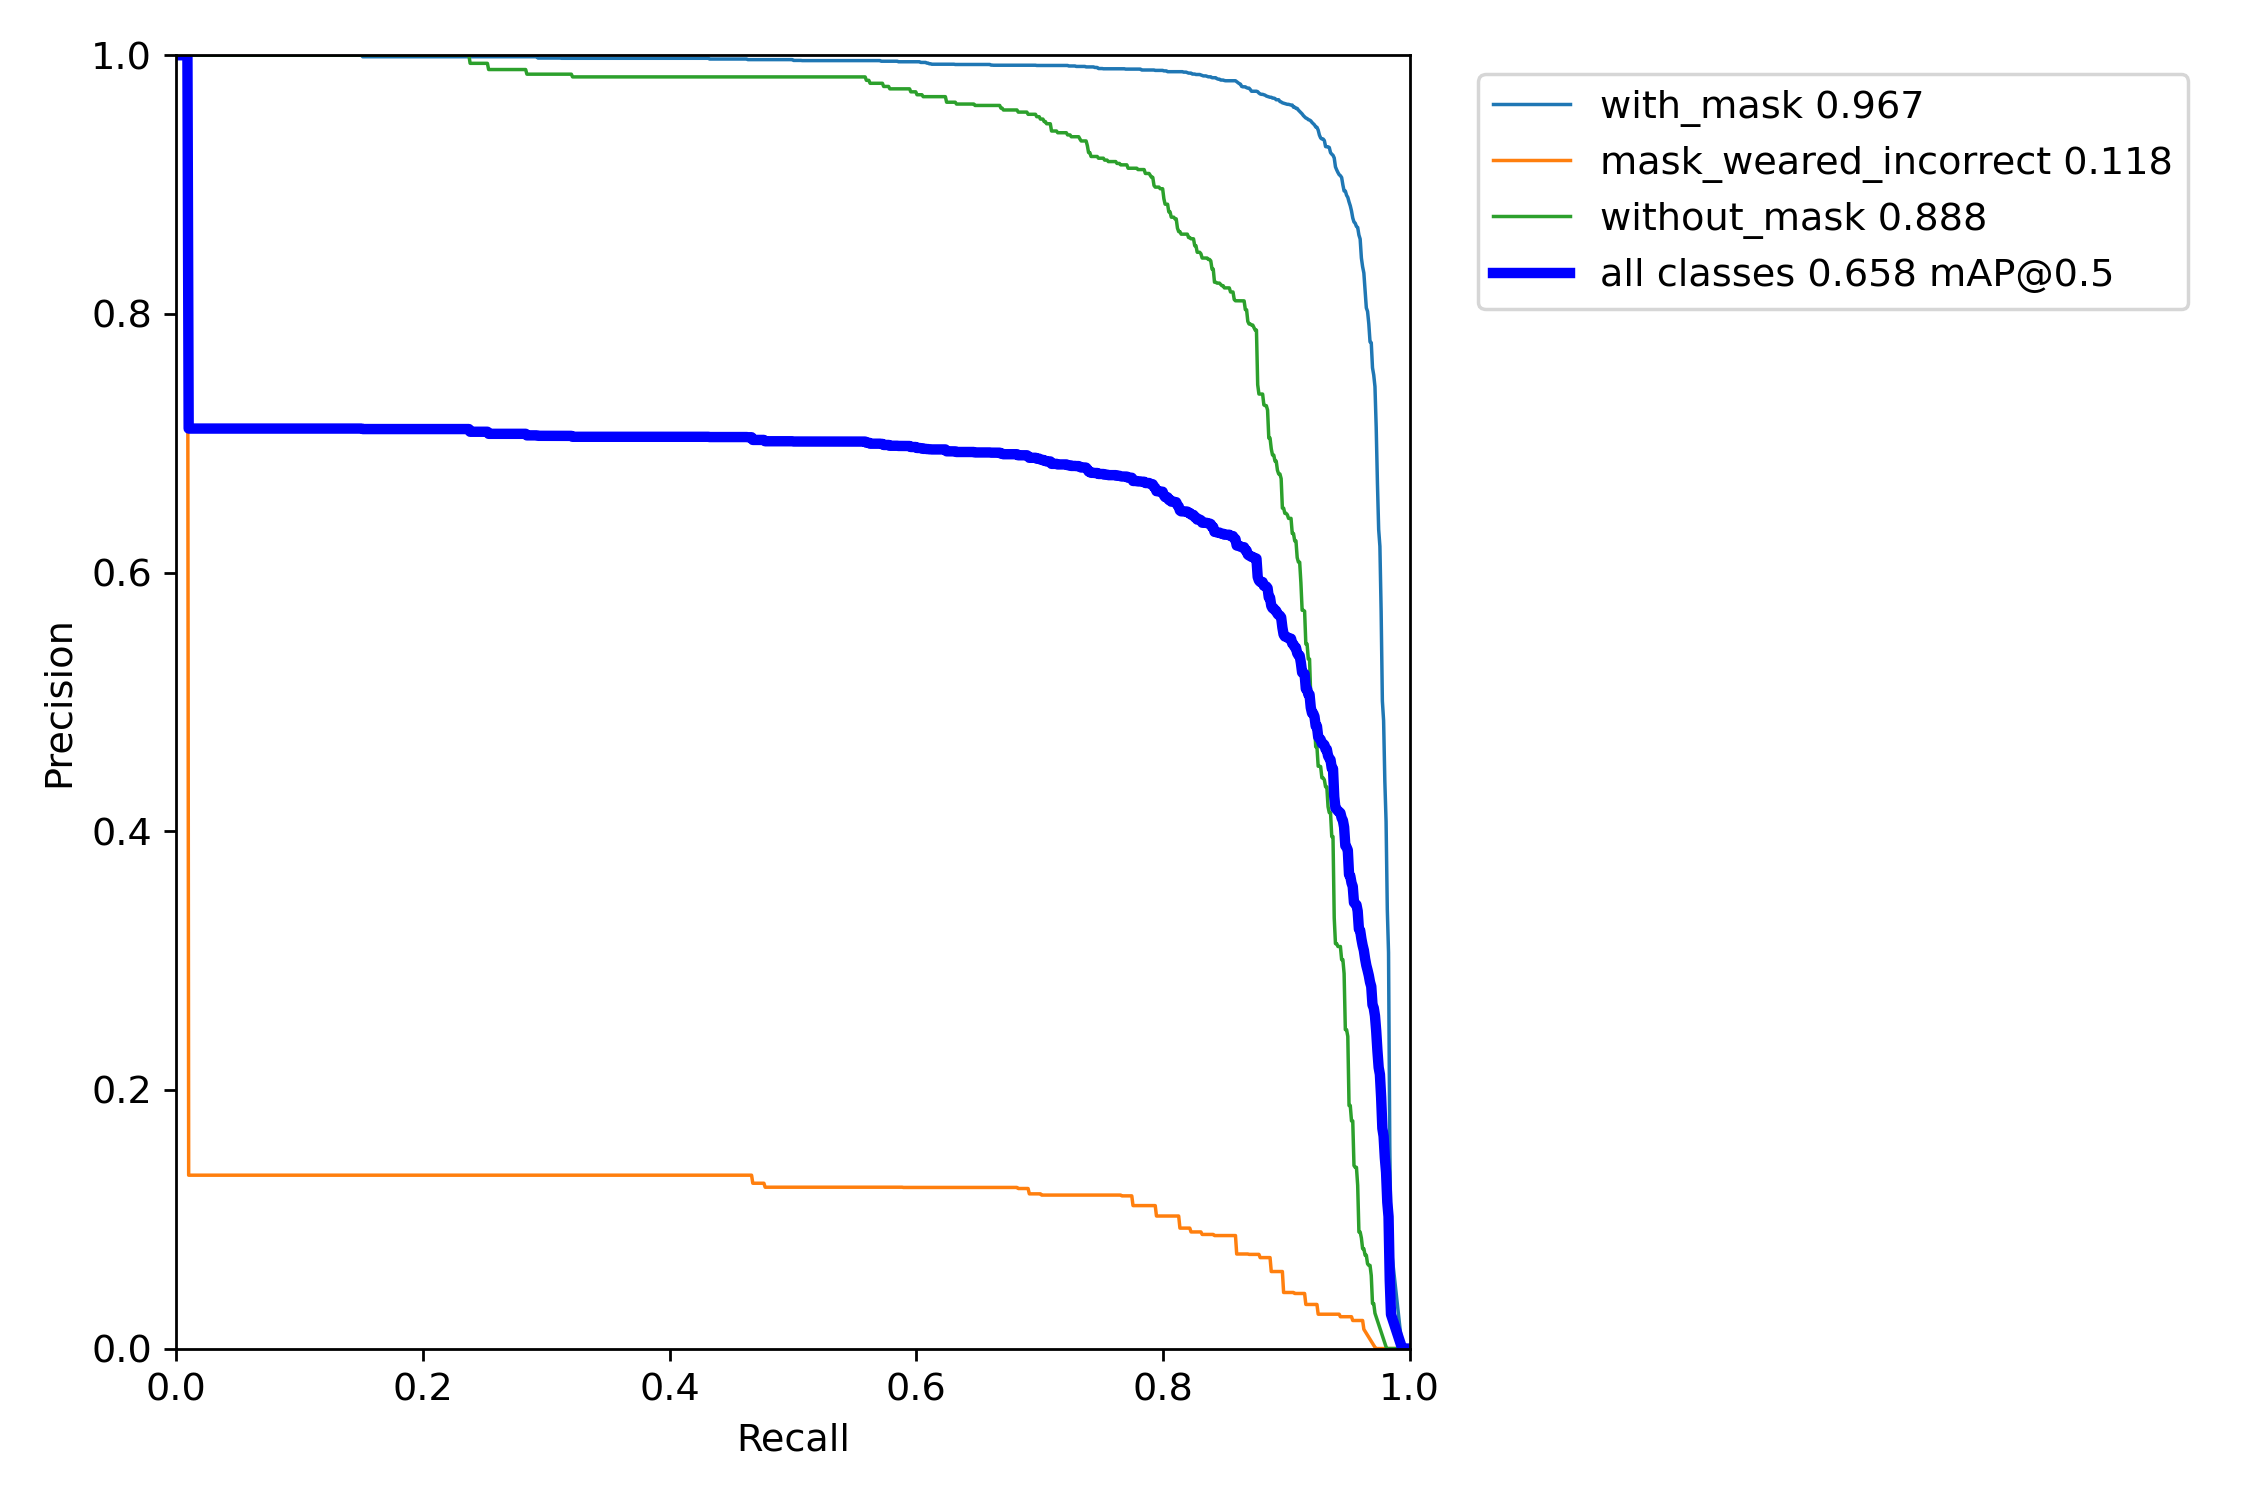 1.0
0.8
0.6
0.4
0.2
0.0
Precision
0.0 0.2 0.4 0.6 0.8 1.0
Recall
with_mask 0.967
mask_weared_incorrect 0.118
without_mask 0.888
all classes 0.658 mAP@0.5